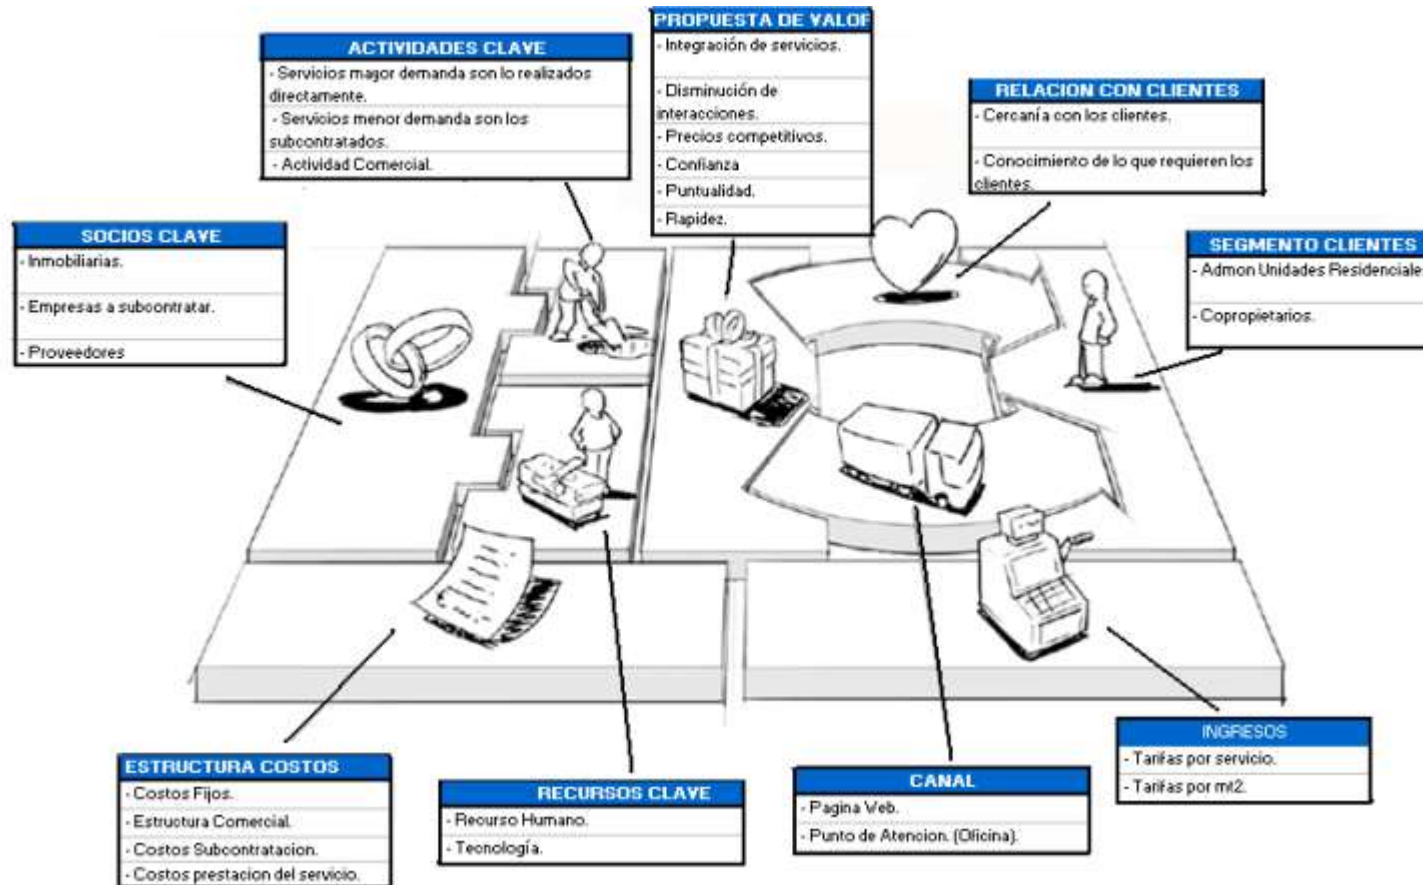 PROPUESTA DE VALOR
- Integración de servicios.
- Disminución de
interacciones.
- Precios competitivos.
- Confianza
- Puntualidad.
- Rapidez.
ACTIVIDADES CLAVE
- Servicios mayor demanda son lo realizados
directamente.
- Servicios menor demanda son los
subcontratados.
- Actividad Comercial.
RELACION CON CLIENTES
- Cercanía con los clientes.
- Conocimiento de lo que requieren los
clientes.
SOCIOS CLAVE
- Inmobiliarias.
- Empresas a subcontratar.
- Proveedores
SEGMENTO CLIENTES
- Admon Unidades Residenciales
- Copropietarios.
ESTRUCTURA COSTOS
- Costos Fijos.
- Estructura Comercial.
- Costos Subcontratacion.
- Costos prestacion del servicio.
RECURSOS CLAVE
- Recurso Humano.
- Tecnología.
CANAL
- Pagina Web.
- Punto de Atencion. (Oficina).
INGRESOS
- Tarifas por servicio.
- Tarifas por mt2.